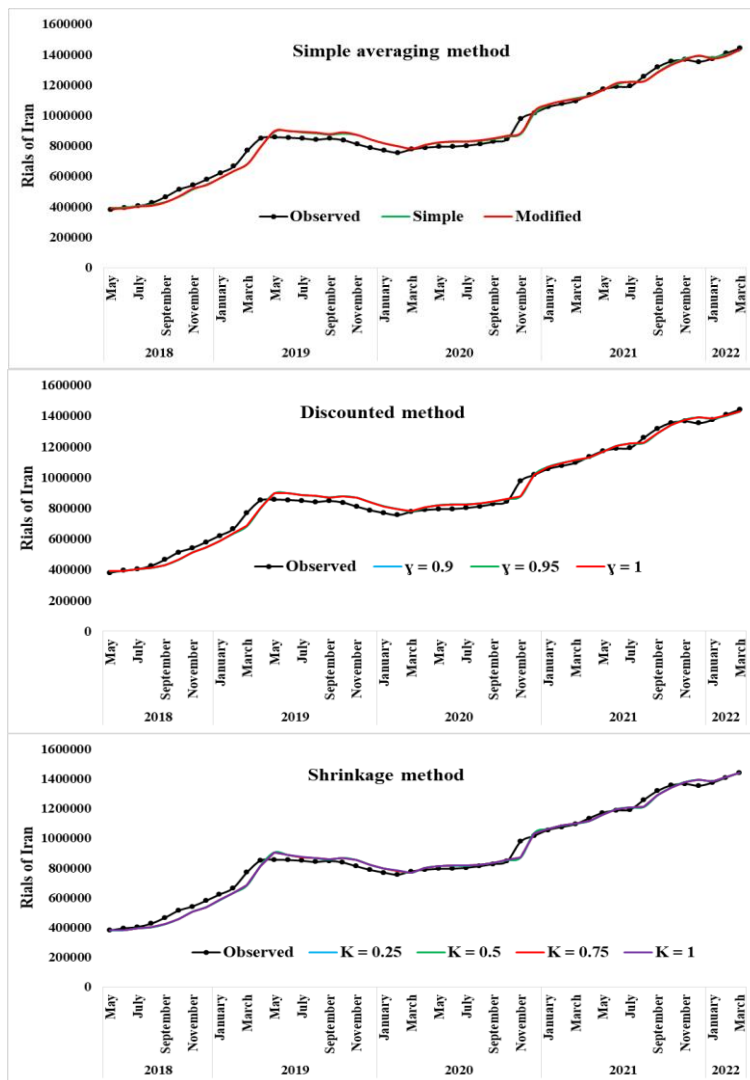 1600000
Simple averaging method
1400000
1200000
1000000
800000
600000
400000
200000
0
Rials of Iran
Observed Simple Modified
May July September November January March May July September November January March May July September November January March May July September November January March
2018 2019 2020 2021 2022
1600000
Discounted method
1400000
1200000
1000000
800000
600000
400000
200000
0
Rials of Iran
Observed ɣ = 0.9 ɣ = 0.95 ɣ = 1
May July September November January March May July September November January March May July September November January March May July September November January March
2018 2019 2020 2021 2022
1600000
Shrinkage method
1400000
1200000
1000000
800000
600000
400000
200000
0
Rials of Iran
Observed K = 0.25 K = 0.5 K = 0.75 K = 1
May July September November January March May July September November January March May July September November January March May July September November January March
2018 2019 2020 2021 2022